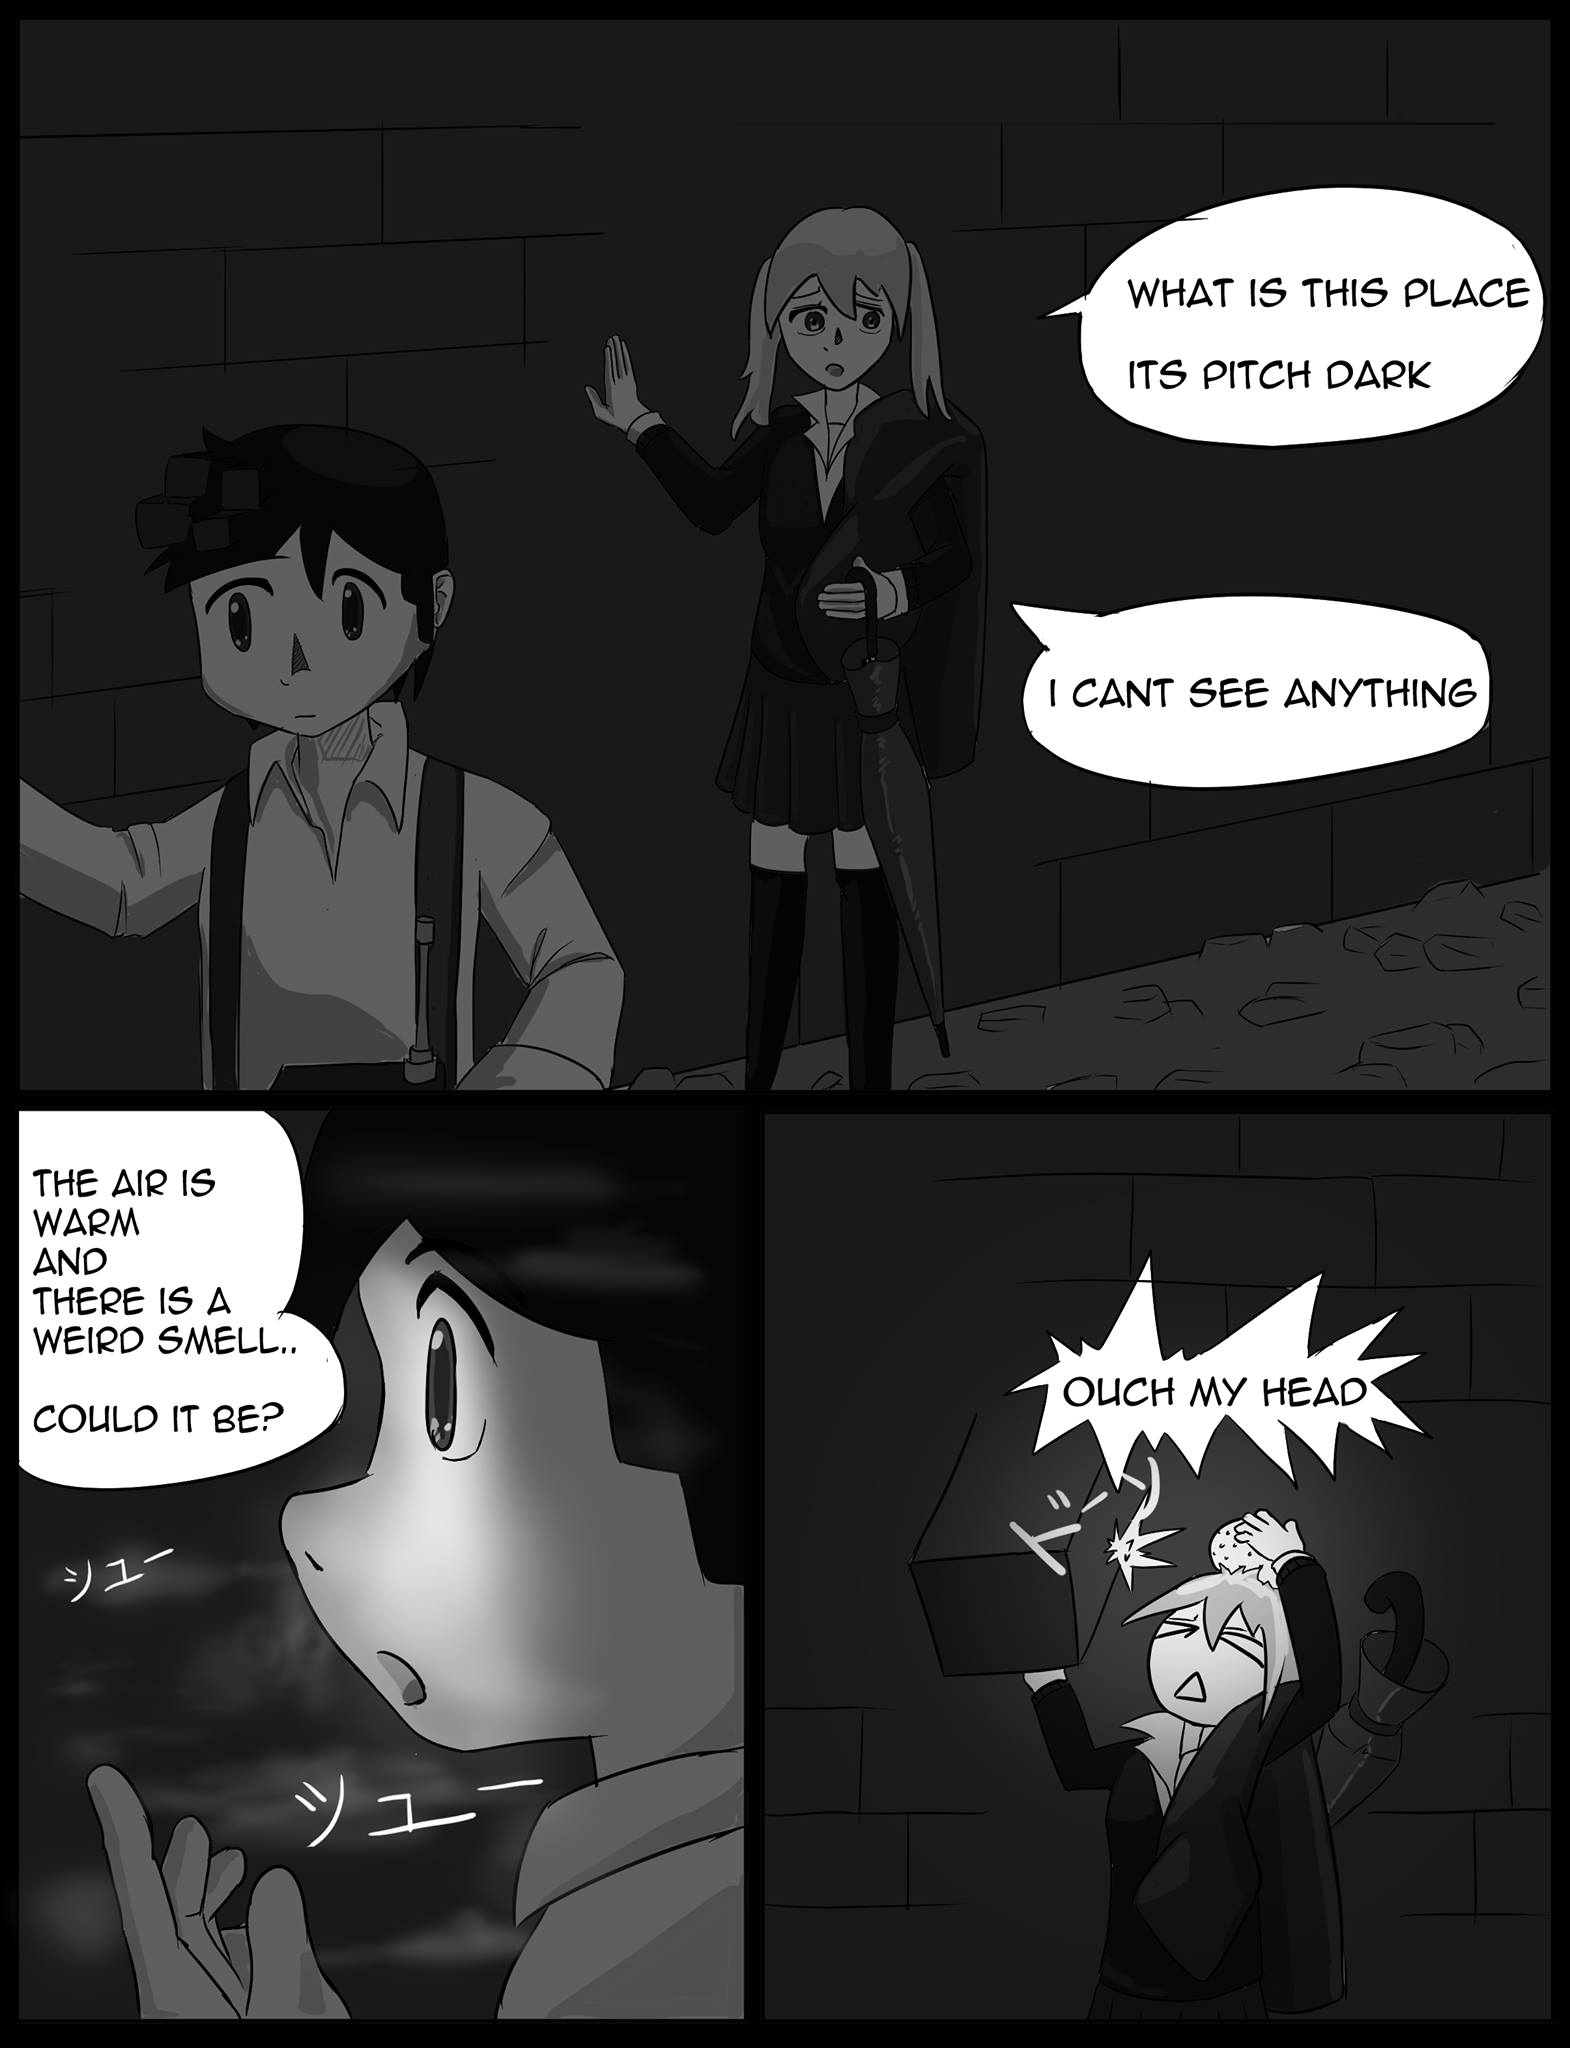 WHAT IS THIS PLACE
ITS PITCH DARK
I CANT SEE ANYTHING
THE AIR IS
WARM
AND
THERE IS A
WEIRD SMELL..
COULD IT BE?
シュー
シュー
OUCH MY HEAD
ドーン